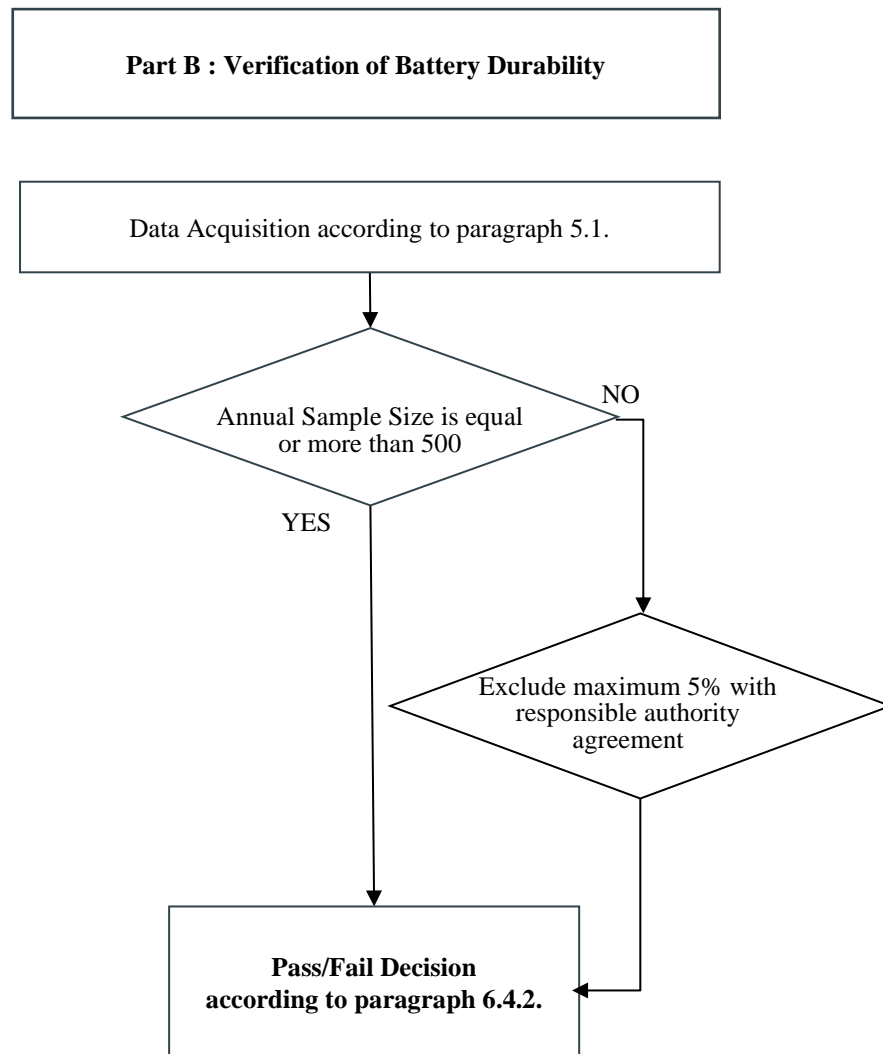 Part B : Verification of Battery Durability
Data Acquisition according to paragraph 5.1.
Annual Sample Size is equal
or more than 500
NO
YES
Exclude maximum 5% with
responsible authority
agreement
Pass/Fail Decision
according to paragraph 6.4.2.